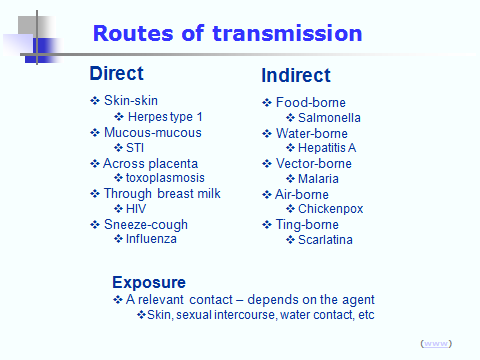 Routes of transmission
Direct
❖ Skin-skin
❖ Herpes type 1
❖ Mucous-mucous
❖ STI
❖ Across placenta
❖ toxoplasmosis
❖ Through breast milk
❖ HIV
❖ Sneeze-cough
❖ Influenza
Indirect
❖ Food-borne
❖ Salmonella
❖ Water-borne
❖ Hepatitis A
❖ Vector-borne
❖ Malaria
❖ Air-borne
❖ Chickenpox
❖ Ting-borne
❖ Scarlatina
Exposure
❖ A relevant contact – depends on the agent
❖ Skin, sexual intercourse, water contact, etc
(www)